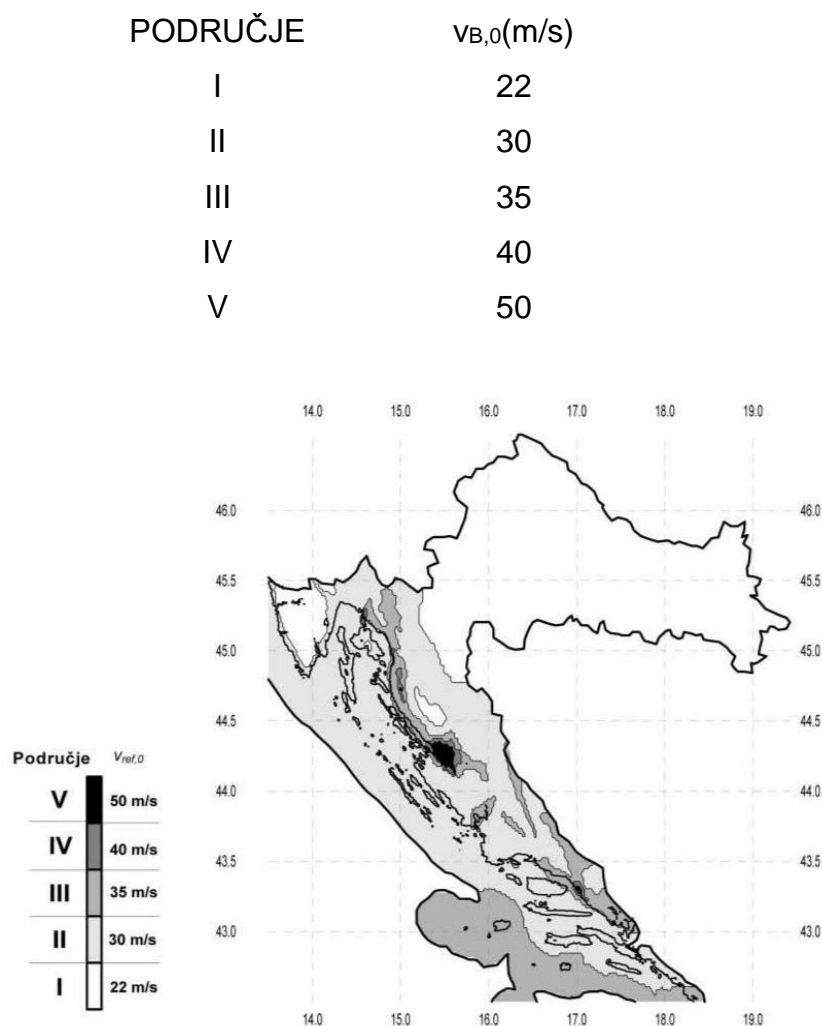 PODRUČJE vB,0(m/s)
I 22
II 30
III 35
IV 40
V 50
14.0 15.0 16.0 17.0 18.0 19.0
46.0 46.0
45.5 45.5
45.0 45.0
44.5 44.5
44.0 44.0
43.5 43.5
43.0 43.0
14.0 15.0 16.0 17.0 18.0 19.0
Područje vref,0
V 50 m/s
IV 40 m/s
III 35 m/s
II 30 m/s
I 22 m/s